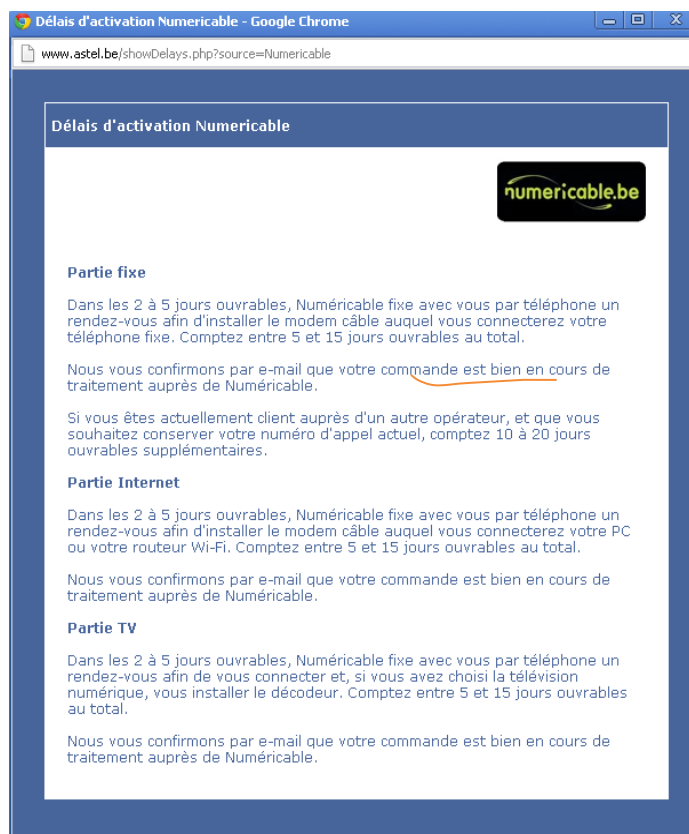 Délais d'activation Numericable - Google Chrome
www.astel.be/showDelays.php?source=Numericable
Délais d'activation Numericable
numericable.be
Partie fixe
Dans les 2 à 5 jours ouvrables, Numéricable fixe avec vous par téléphone un
rendez-vous afin d'installer le modem câble auquel vous connecterez votre
téléphone fixe. Comptez entre 5 et 15 jours ouvrables au total.
Nous vous confirmons par e-mail que votre commande est bien en cours de
traitement auprès de Numéricable.
Si vous êtes actuellement client auprès d'un autre opérateur, et que vous
souhaitez conserver votre numéro d'appel actuel, comptez 10 à 20 jours
ouvrables supplémentaires.
Partie Internet
Dans les 2 à 5 jours ouvrables, Numéricable fixe avec vous par téléphone un
rendez-vous afin d'installer le modem câble auquel vous connecterez votre PC
ou votre routeur Wi-Fi. Comptez entre 5 et 15 jours ouvrables au total.
Nous vous confirmons par e-mail que votre commande est bien en cours de
traitement auprès de Numéricable.
Partie TV
Dans les 2 à 5 jours ouvrables, Numéricable fixe avec vous par téléphone un
rendez-vous afin de vous connecter et, si vous avez choisi la télévision
numérique, vous installer le décodeur. Comptez entre 5 et 15 jours ouvrables
au total.
Nous vous confirmons par e-mail que votre commande est bien en cours de
traitement auprès de Numéricable.